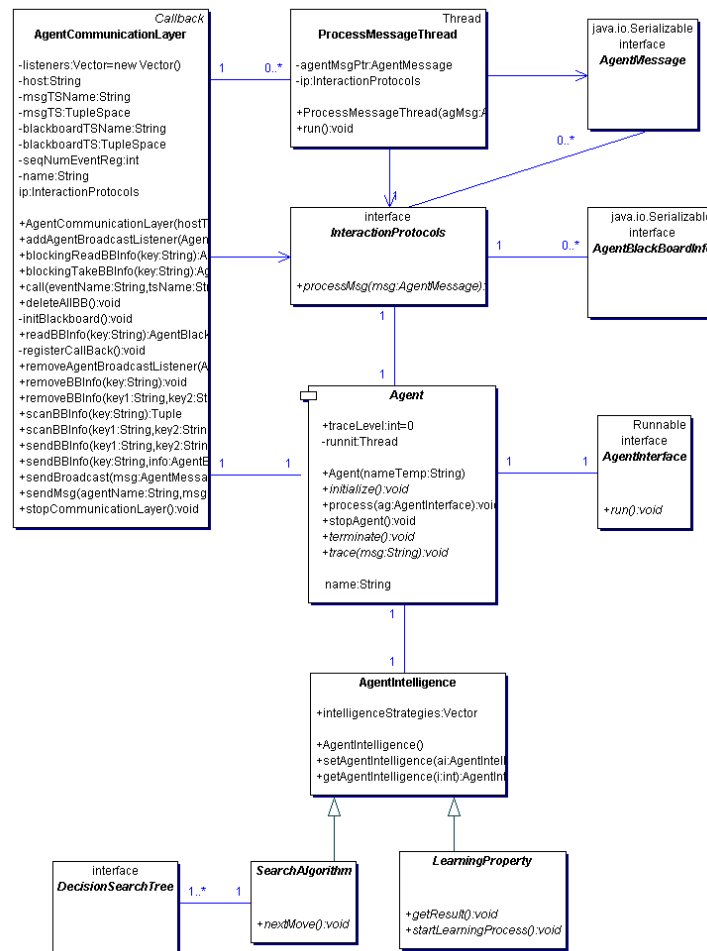 Callback
AgentCommunicationLayer
-listeners:Vector=new Vector()
-host:String
-msgTSName:String
-msgTS:TupleSpace
-blackboardTSName:String
-blackboardTS:TupleSpace
-seqNumEventReg:int
-name:String
ip:InteractionProtocols
+AgentCommunicationLayer(hostT
+addAgentBroadcastListener(Agen
+blockingReadBBInfo(key:String):A
+blockingTakeBBInfo(key:String):Ag
+call(eventName:String,tsName:Str
+deleteAllBB():void
-initBlackboard():void
+readBBInfo(key:String):AgentBlack
-registerCallBack():void
+removeAgentBroadcastListener(A
+removeBBInfo(key:String):void
+removeBBInfo(key1:String,key2:St
+scanBBInfo(key:String):Tuple
+scanBBInfo(key1:String,key2:Strin
+sendBBInfo(key1:String,key2:Strin
+sendBBInfo(key:String,info:AgentB
+sendBroadcast(msg:AgentMessa
+sendMsg(agentName:String,msg
+stopCommunicationLayer():void
1
0..*
Thread
ProcessMessageThread
-agentMsgPtr:AgentMessage
-ip:InteractionProtocols
+ProcessMessageThread(agMsg:A
+run():void
java.io.Serializable
interface
AgentMessage
0..*
1
interface
InteractionProtocols
+processMsg(msg:AgentMessage):
1
0..*
java.io.Serializable
interface
AgentBlackBoardInfo
1
1
1
1
Agent
+traceLevel:int=0
-runnit:Thread
+Agent(nameTemp:String)
+initialize():void
+process(ag:AgentInterface):void
+stopAgent():void
+terminate():void
+trace(msg:String):void
name:String
1
1
Runnable
interface
AgentInterface
+run():void
1
1
AgentIntelligence
+intelligenceStrategies:Vector
+AgentIntelligence()
+setAgentIntelligence(ai:AgentIntell
+getAgentIntelligence(i:int):AgentInt
interface
DecisionSearchTree
1..*
1
SearchAlgorithm
+nextMove():void
LearningProperty
+getResult():void
+startLearningProcess():void